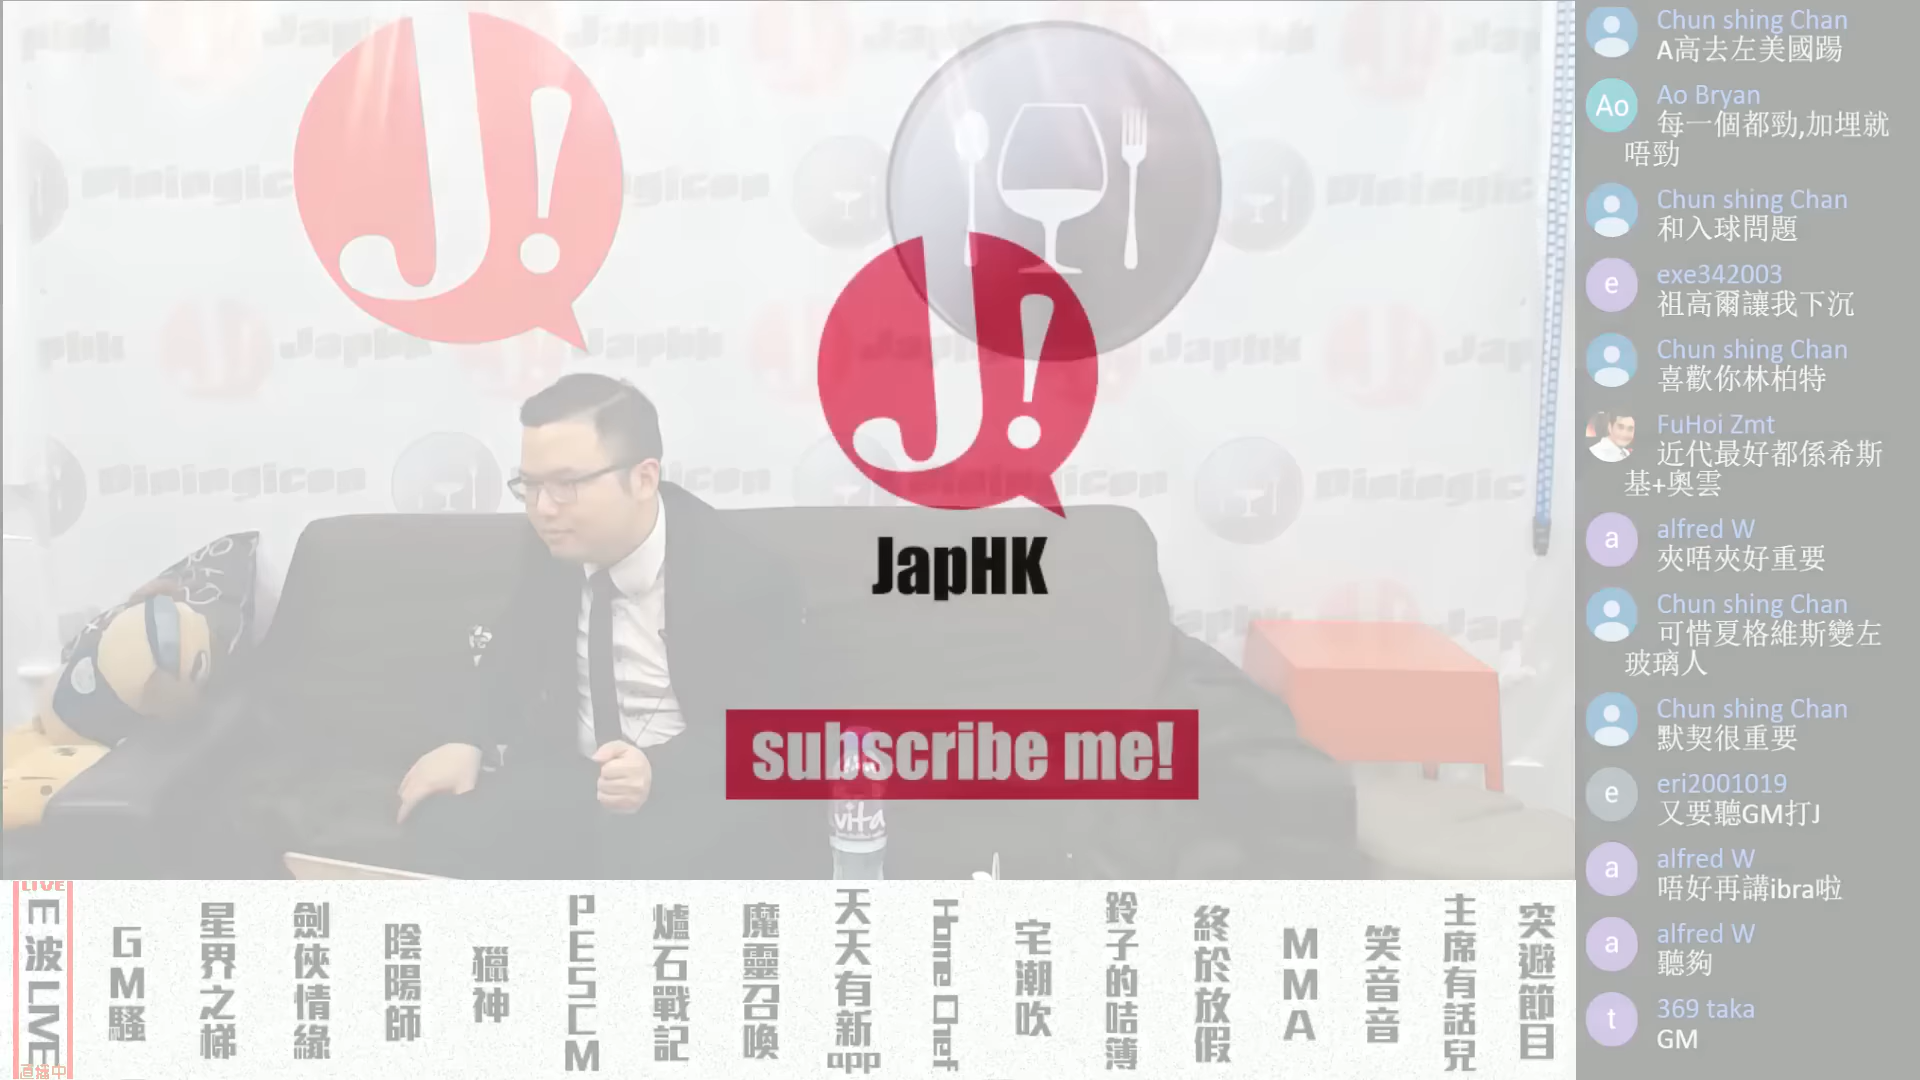 J!
J!
JapHK
subscribe me!
vita
Diningicon
Japhk
Diningicon
Diningicon
Chun shing Chan
A高去左美國踢
Ao
Ao Bryan
每一個都勁,加埋就
唔勁
Chun shing Chan
和入球問題
e
exe342003
祖高爾讓我下沉
Chun shing Chan
喜歡你林柏特
FuHoi Zmt
近代最好都係希斯
基+奧雲
a
alfred W
夾唔夾好重要
Chun shing Chan
可惜夏格維斯變左
玻璃人
Chun shing Chan
默契很重要
e
eri2001019
又要聽GM打J
a
alfred W
唔好再講ibra啦
a
alfred W
聽夠
t
369 taka
GM
LIVE
E波LIVE
直播中
GM騷
星界之梯
劍俠情緣
陰陽師
獵神
PESCM
爐石戰記
魔靈召喚
天天有新app
Home Chef
宅潮吹
鈴子的咭簿
終於放假
MMA
笑音音
主席有話兒
突避節目